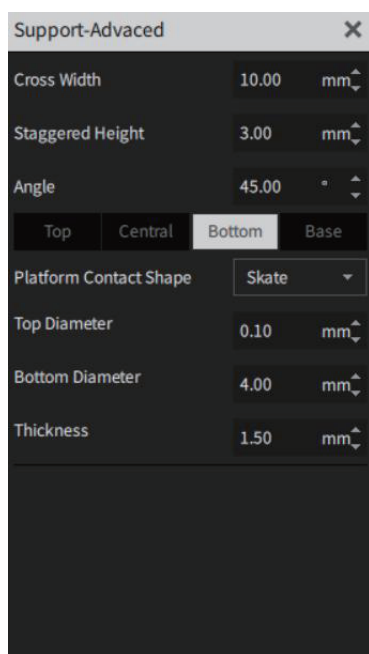 Support-Advaced
Cross Width 10.00 mm
Staggered Height 3.00 mm
Angle 45.00 °
Top Central Bottom Base
Platform Contact Shape Skate
Top Diameter 0.10 mm
Bottom Diameter 4.00 mm
Thickness 1.50 mm